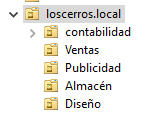 loscerros.local
contabilidad
Ventas
Publicidad
Almacén
Diseño